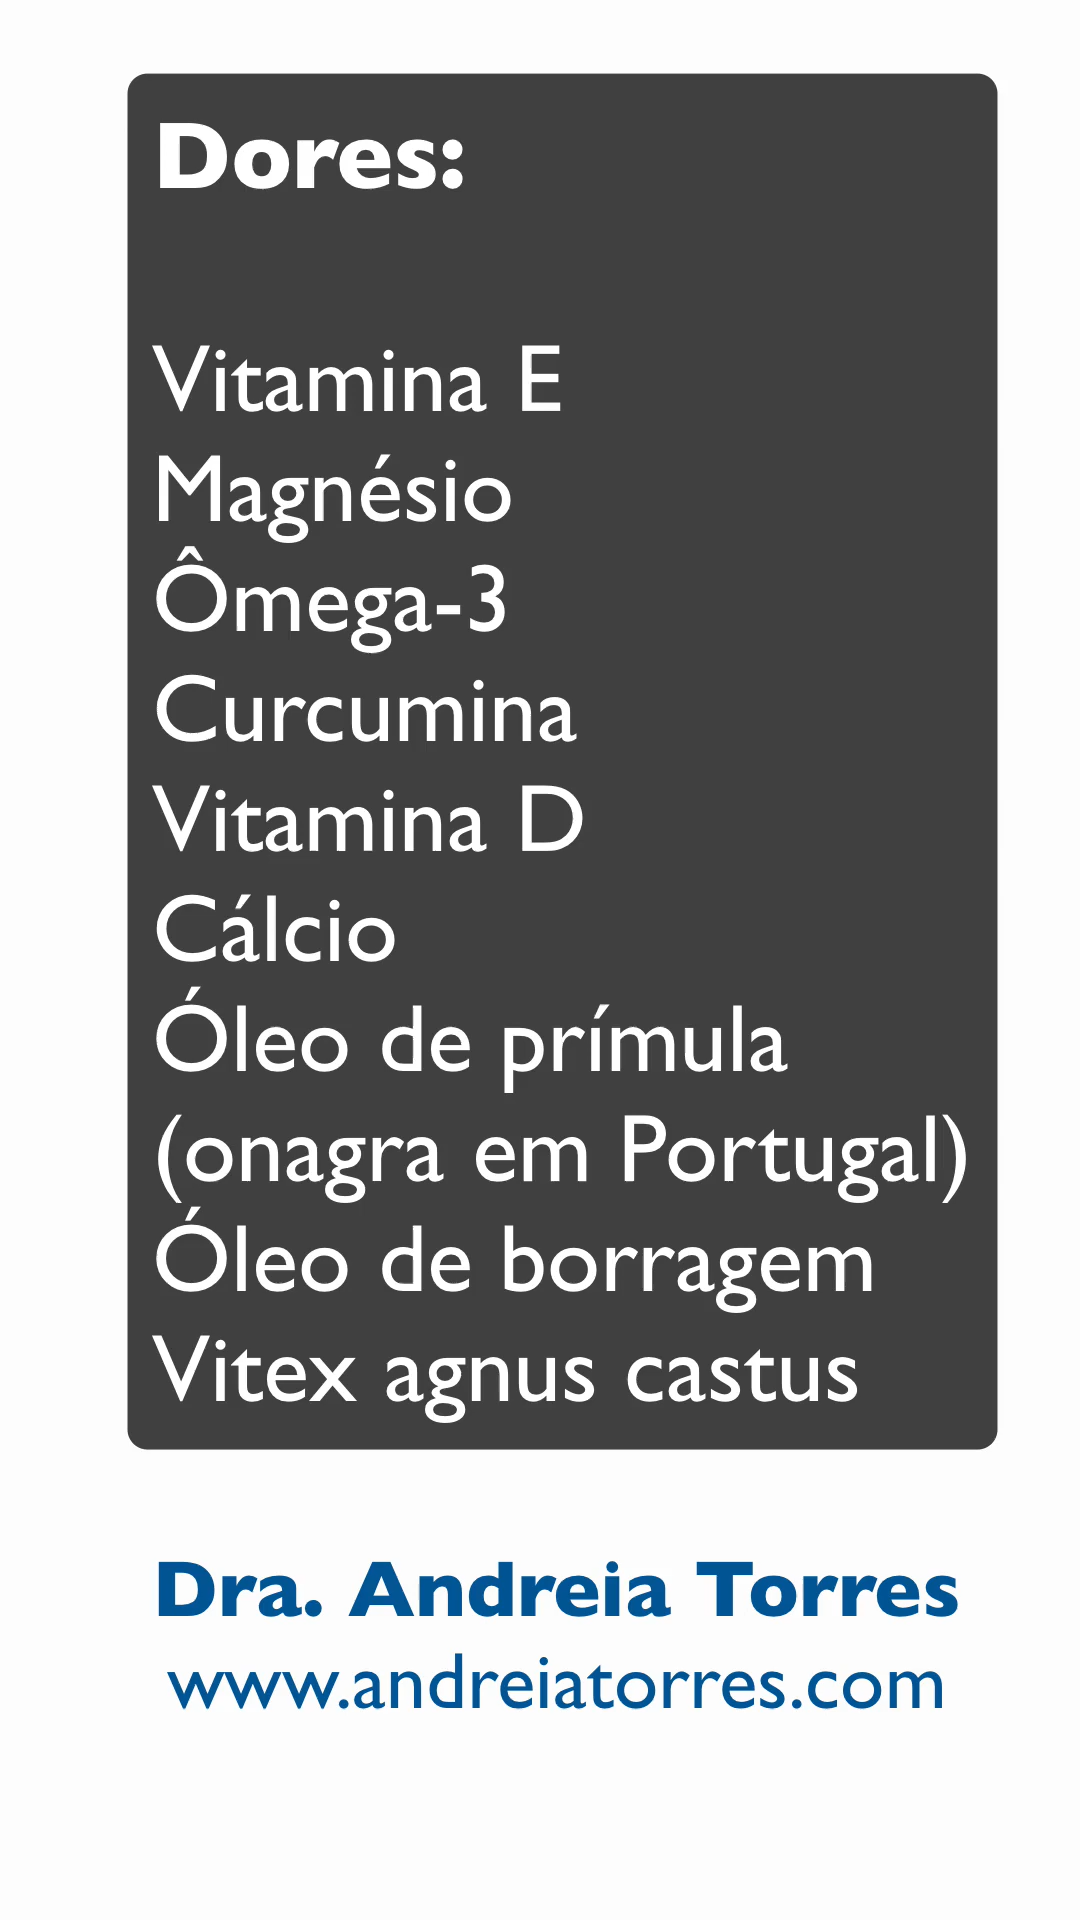 Dores:
Vitamina E
Magnésio
Ômega-3
Curcumina
Vitamina D
Cálcio
Óleo de prímula
(onagra em Portugal)
Óleo de borragem
Vitex agnus castus
Dra. Andreia Torres
www.andreiatorres.com